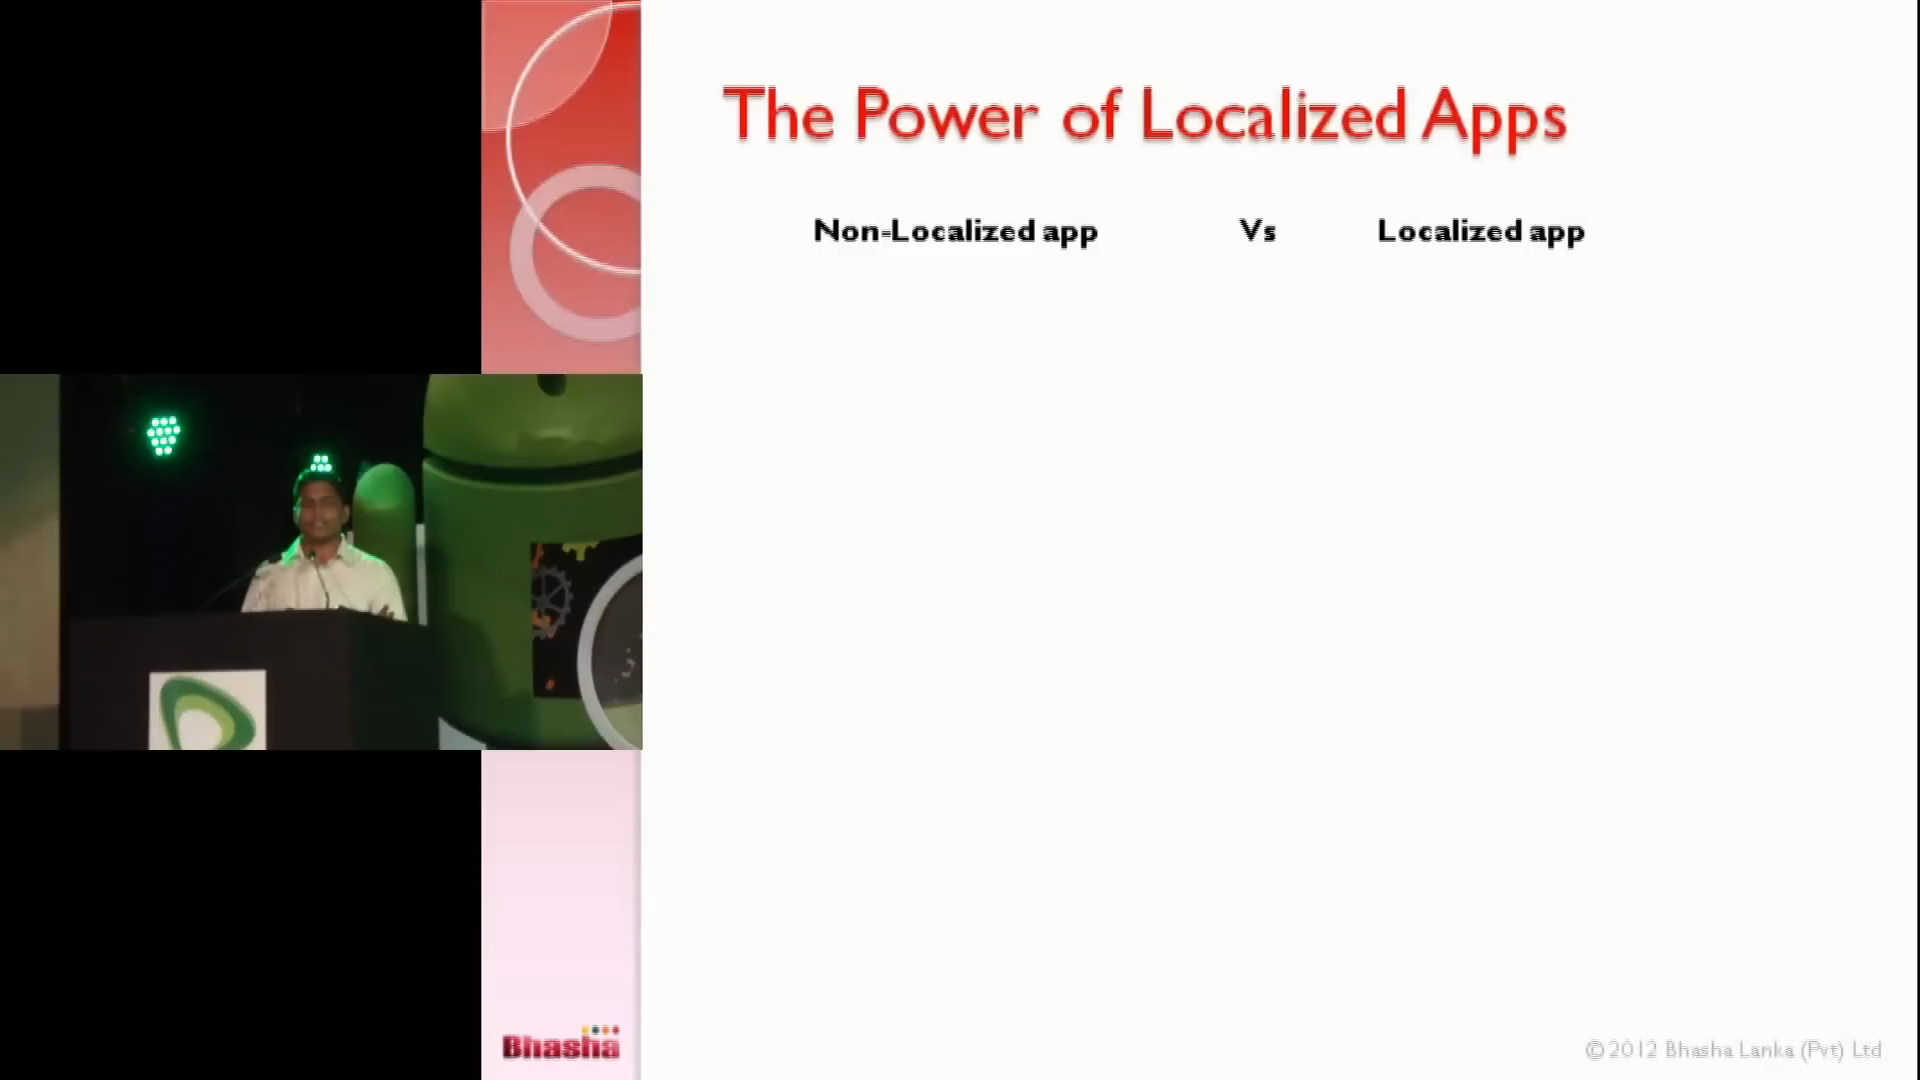 The Power of Localized Apps
Non-Localized app Vs Localized app
Bhasha
©2012 Bhasha Lanka (Pvt) Ltd